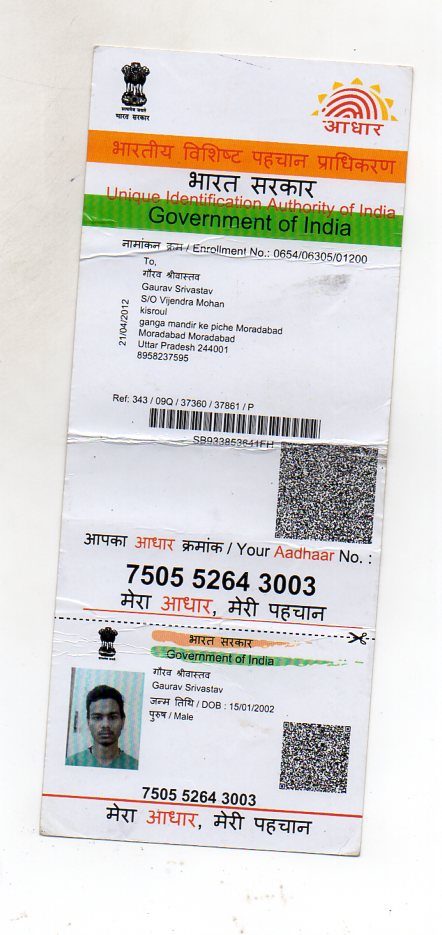 सत्यमेव जयते
भारत सरकार
आधार
भारतीय विशिष्ट पहचान प्राधिकरण
भारत सरकार
Unique Identification Authority of India
Government of India
नामांकन क्रम / Enrollment No.: 0654/06305/01200
To,
गौरव श्रीवास्तव
Gaurav Srivastav
S/O Vijendra Mohan
kisroul
ganga mandir ke piche Moradabad
Moradabad Moradabad
Uttar Pradesh 244001
8958237595
21/04/2012
Ref: 343 / 09Q / 37360 / 37861 / P
आपका आधार क्रमांक / Your Aadhaar No. :
7505 5264 3003
मेरा आधार, मेरी पहचान
भारत सरकार
Government of India
गौरव श्रीवास्तव
Gaurav Srivastav
जन्म तिथि / DOB : 15/01/2002
पुरुष / Male
7505 5264 3003
मेरा आधार, मेरी पहचान